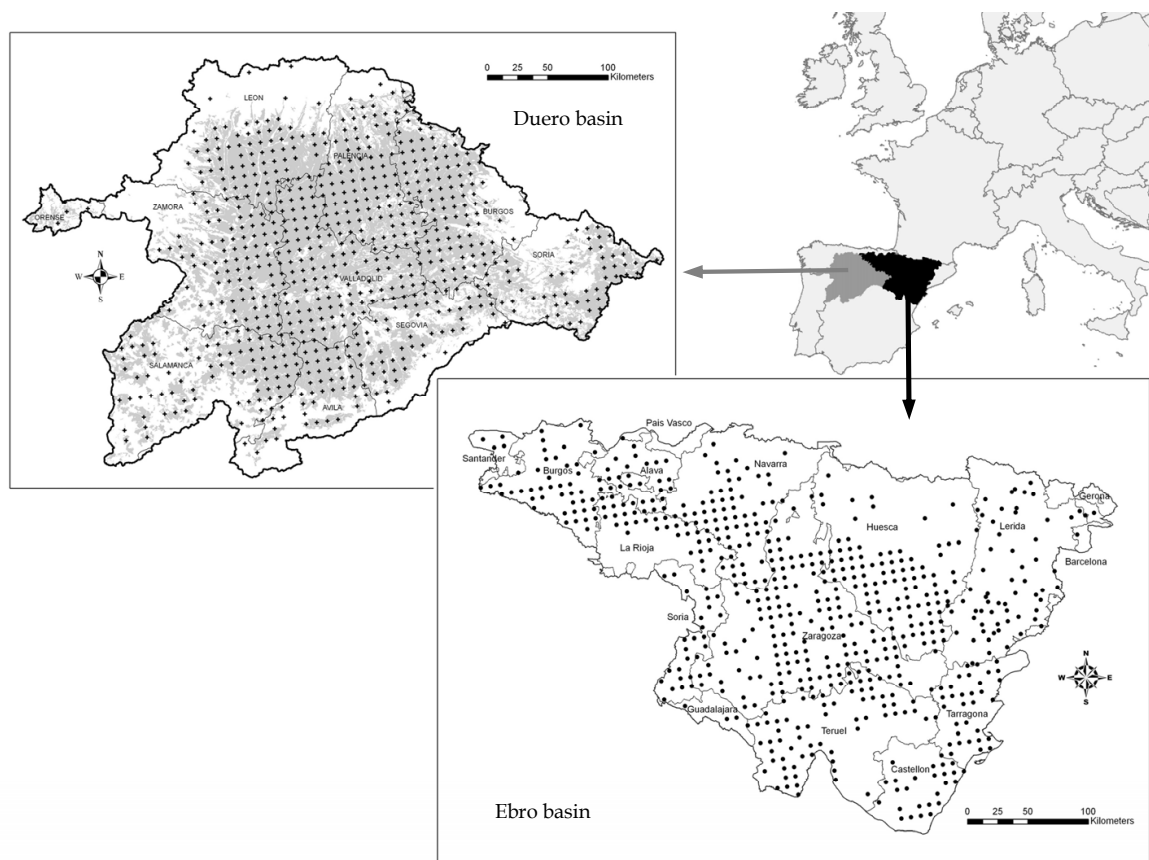 0 25 50 100
Kilometers
Duero basin
LEON
PALENCIA
ZAMORA
ORENSE
BURGOS
SORIA
N
W E
S
VALLADOLID
SEGOVIA
SALAMANCA
AVILA
Pais Vasco
Santander
Burgos
Alava
Navarra
Gerona
Huesca
Lerida
La Rioja
Barcelona
Soria
Zaragoza
N
W E
S
Guadalajara
Tarragona
Teruel
Castellon
Ebro basin
0 25 50 100
Kilometers